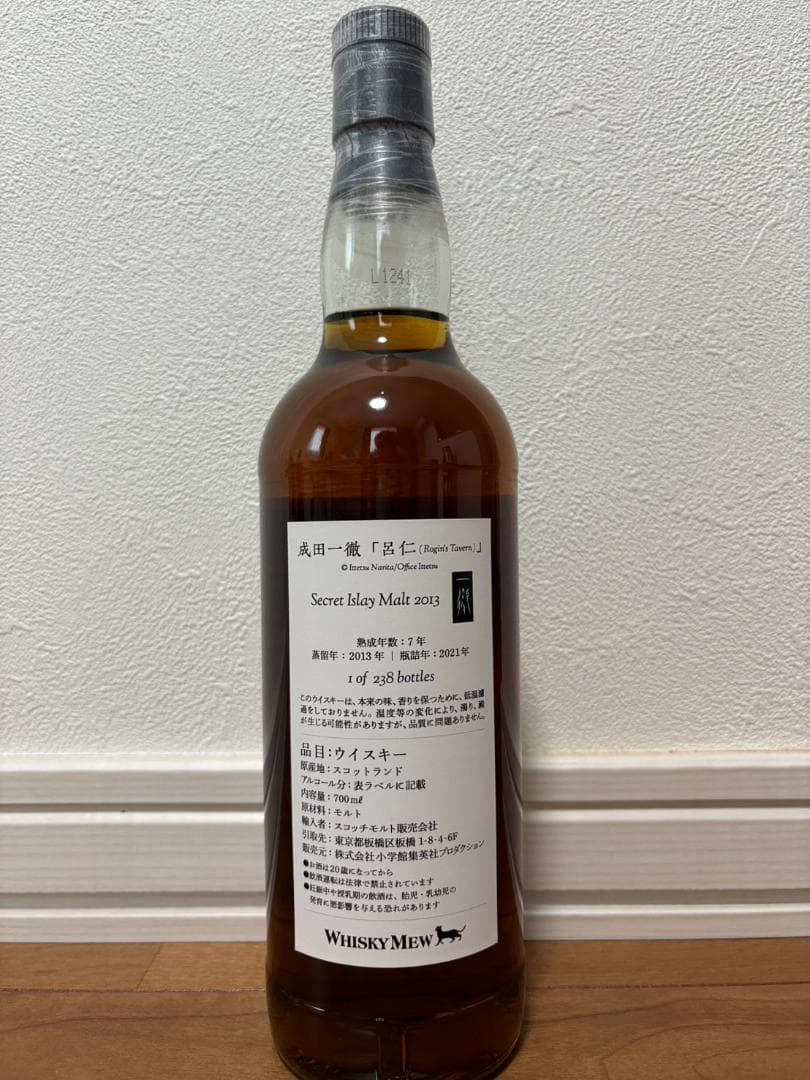 L1241
成田一徹「呂仁(Rogin's Tavern)」
© Ittetsu Narita/Office Ittetsu
Secret Islay Malt 2013
一徹
熟成年数:7年
蒸留年:2013年 | 瓶詰年:2021年
1 of 238 bottles
このウイスキーは、本来の味、香りを保つために、低温濾
過をしておりません。温度等の変化により、濁り、澱
が生じる可能性がありますが、品質に問題ありません。
品目:ウイスキー
原産地:スコットランド
アルコール分:表ラベルに記載
内容量:700mℓ
原材料:モルト
輸入者:スコッチモルト販売会社
引取先:東京都板橋区板橋1-8-4-6F
販売元:株式会社小学館集英社プロダクション
●お酒は20歳になってから
●飲酒運転は法律で禁止されています
●妊娠中や授乳期の飲酒は、胎児・乳幼児の
発育に悪影響を与える恐れがあります
WHISKY MEW